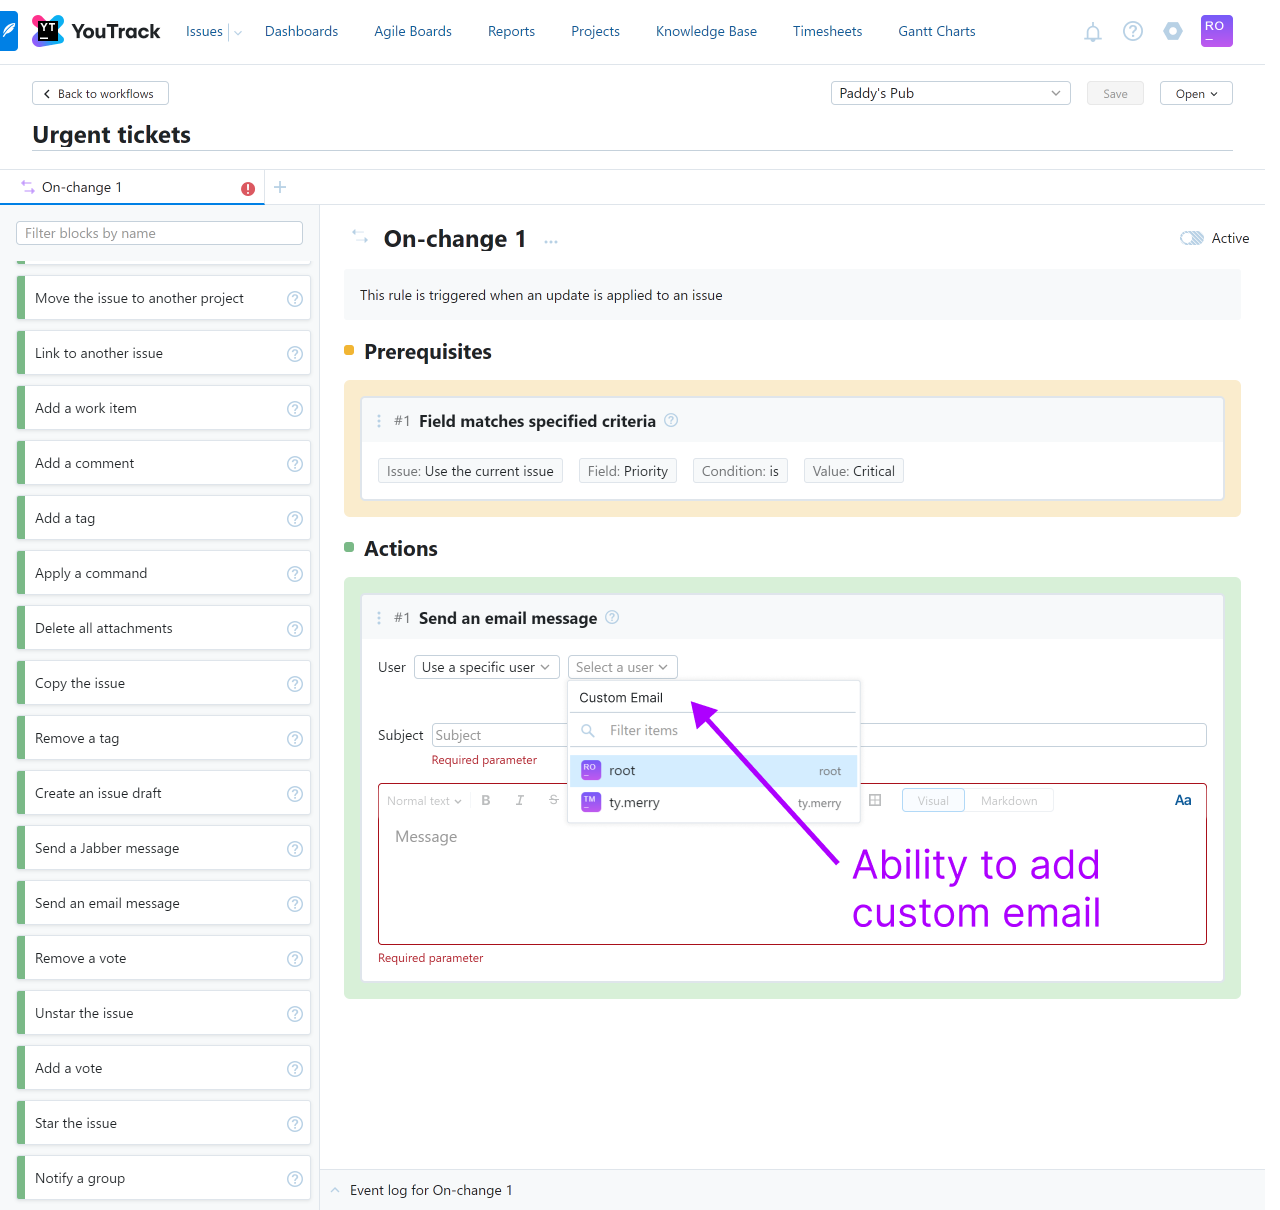 YT YouTrack Issues Dashboards Agile Boards Reports Projects Knowledge Base Timesheets Gantt Charts RO
Back to workflows Paddy's Pub Save Open
Urgent tickets
On-change 1
Filter blocks by name
Move the issue to another project
Link to another issue
Add a work item
Add a comment
Add a tag
Apply a command
Delete all attachments
Copy the issue
Remove a tag
Create an issue draft
Send a Jabber message
Send an email message
Remove a vote
Unstar the issue
Add a vote
Star the issue
Notify a group
On-change 1 ... Active
This rule is triggered when an update is applied to an issue
Prerequisites
#1 Field matches specified criteria
Issue: Use the current issue Field: Priority Condition: is Value: Critical
Actions
#1 Send an email message
User Use a specific user Select a user
Custom Email
Filter items
RO root root
TM ty.merry ty.merry
Subject Subject
Required parameter
Normal text B I S Visual Markdown Aa
Message
Required parameter
Ability to add
custom email
Event log for On-change 1